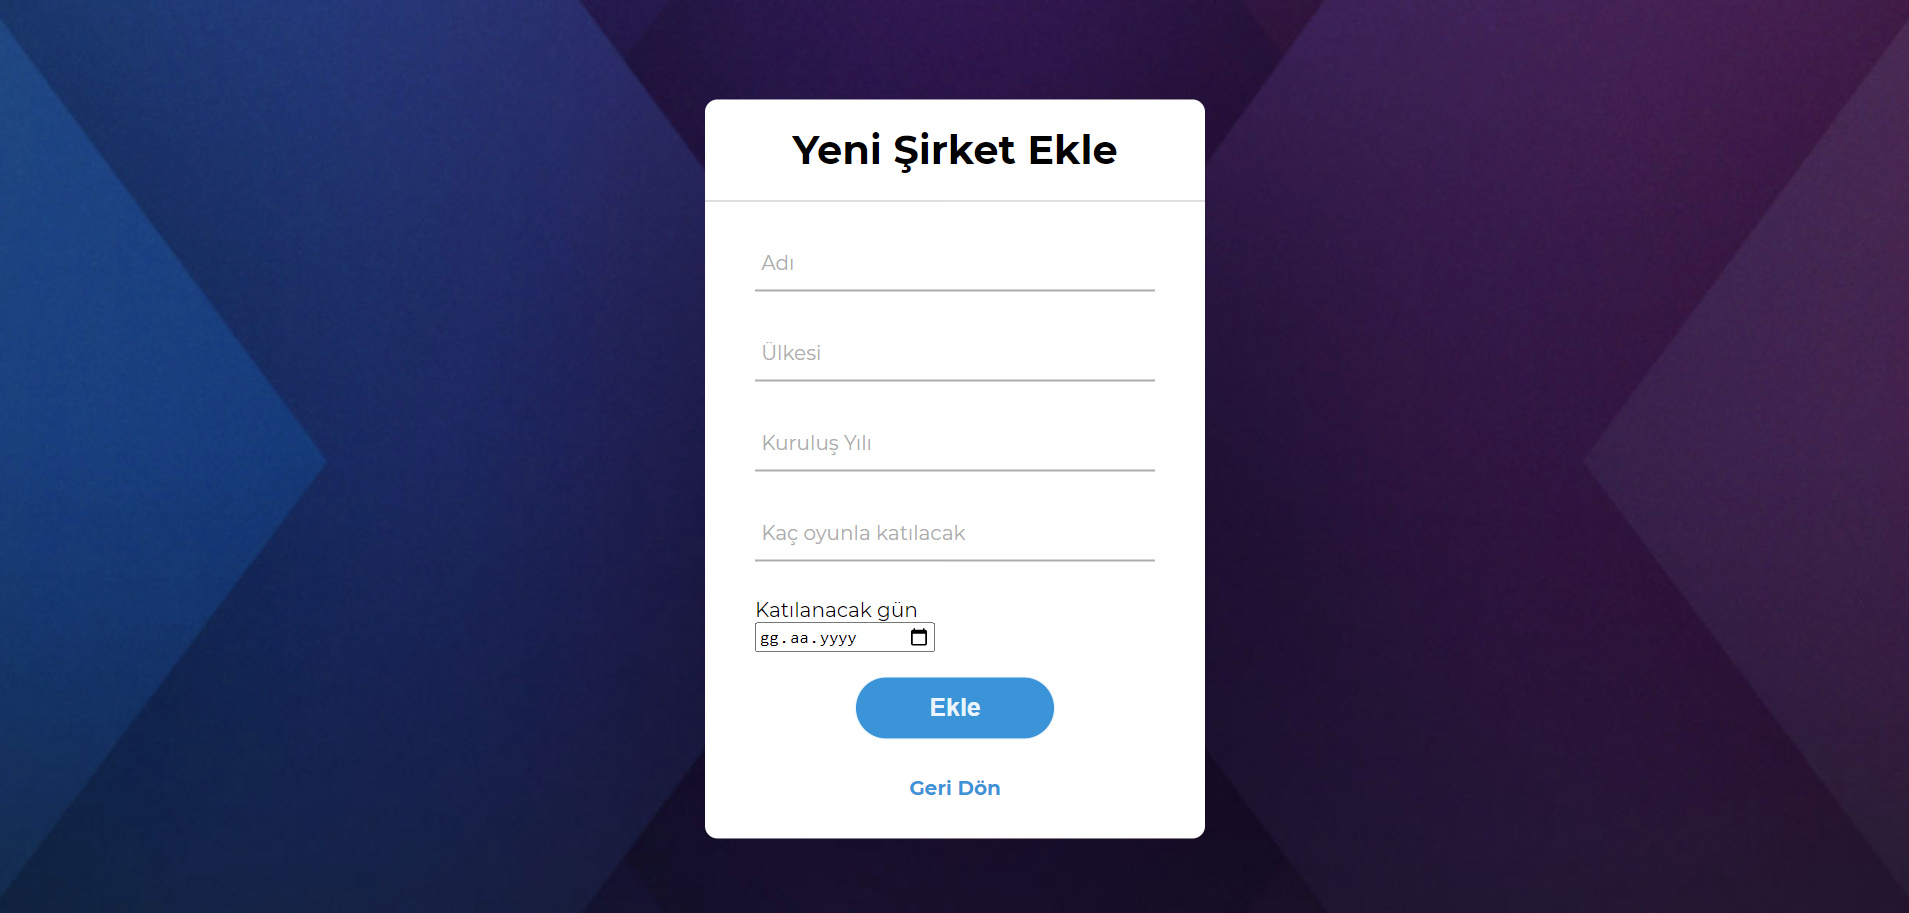 Yeni Şirket Ekle
Adı
Ülkesi
Kuruluş Yılı
Kaç oyunla katılacak
Katılanacak gün
gg.aa.yyyy
Ekle
Geri Dön